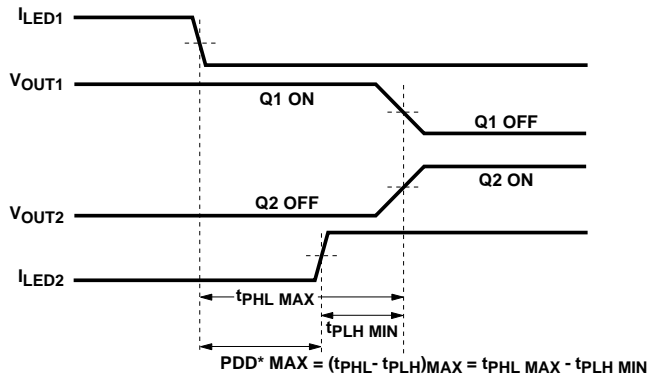 ILED1
VOUT1
Q1 ON
Q1 OFF
Q2 ON
Q2 OFF
VOUT2
ILED2
tPHL MAX
tPLH MIN
PDD* MAX = (tPHL- tPLH)MAX = tPHL MAX - tPLH MIN